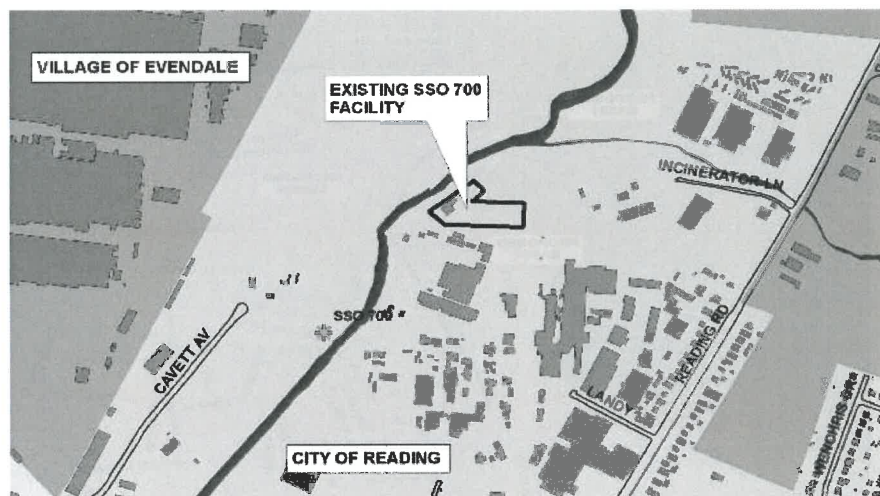 VILLAGE OF EVENDALE
EXISTING SSO 700
FACILITY
INCINERATOR LN
SSO 700
READING RD
CAVETT AV
LANDY
CITY OF READING